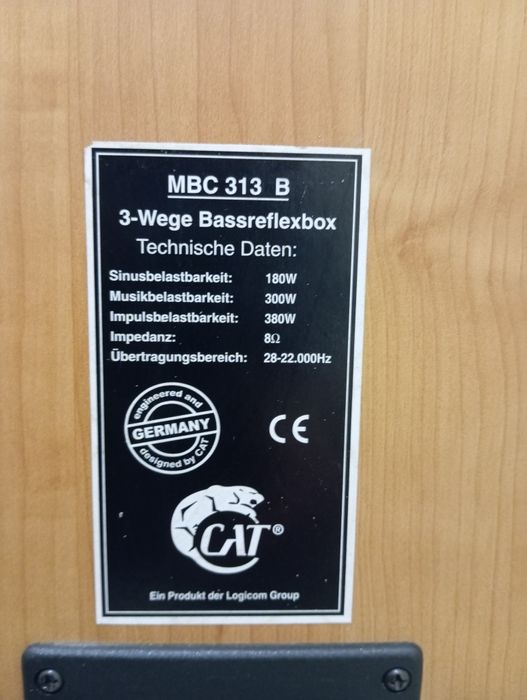 MBC 313 B
3-Wege Bassreflexbox
Technische Daten:
Sinusbelastbarkeit: 180W
Musikbelastbarkeit: 300W
Impulsbelastbarkeit: 380W
Impedanz: 8Ω
Übertragungsbereich: 28-22.000Hz
engineered and
GERMANY
designed by CAT
CE
CAT®
Ein Produkt der Logicom Group